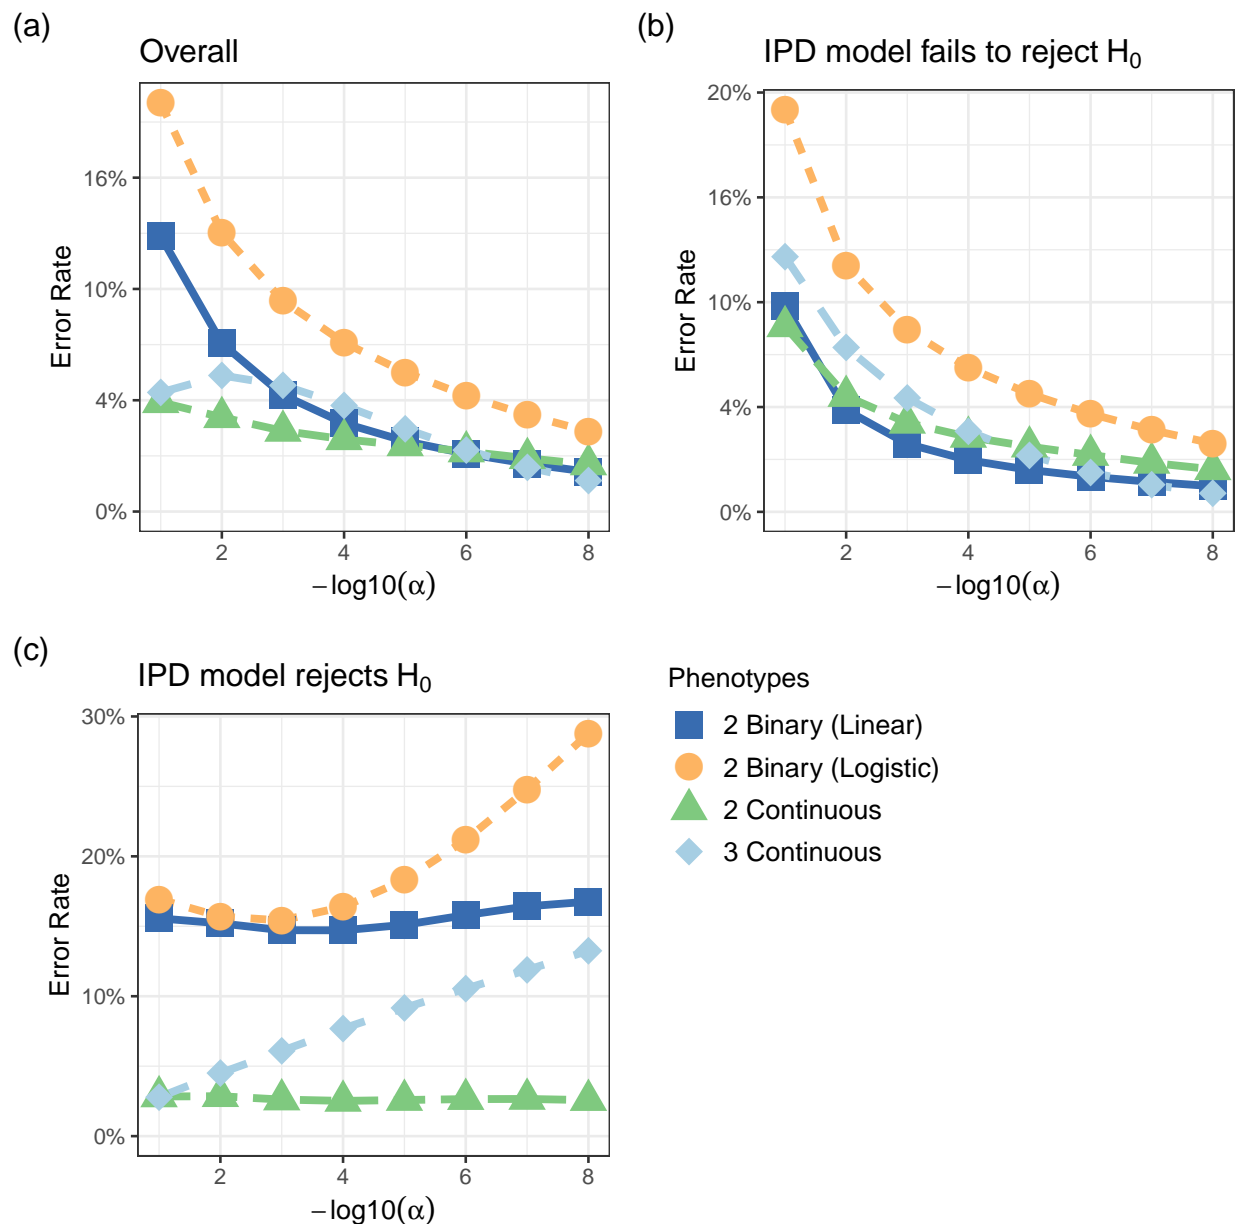 (a)
Overall
16%
10%
4%
0%
Error Rate
2 4 6 8
−log10(α)
(b)
IPD model fails to reject H₀
20%
16%
10%
4%
0%
Error Rate
2 4 6 8
−log10(α)
(c)
IPD model rejects H₀
30%
20%
10%
0%
Error Rate
2 4 6 8
−log10(α)
Phenotypes
2 Binary (Linear)
2 Binary (Logistic)
2 Continuous
3 Continuous